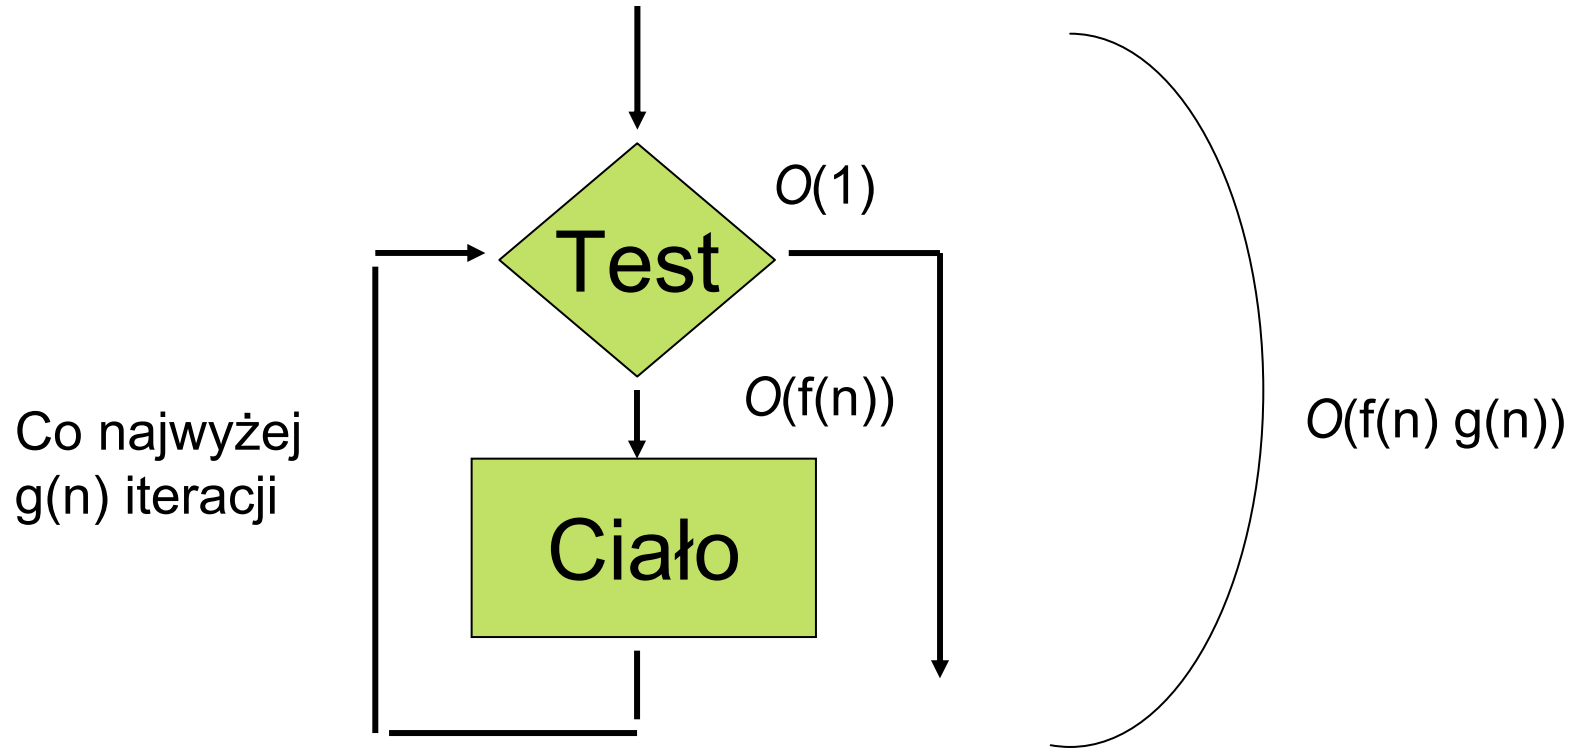 O(1)
Test
O(f(n))
Co najwyżej
g(n) iteracji
O(f(n) g(n))
Ciało